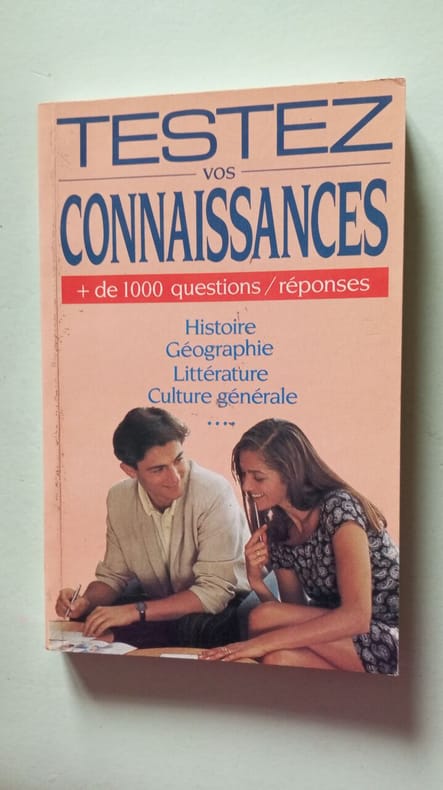 TESTEZ
VOS
CONNAISSANCES
+ de 1000 questions / réponses
Histoire
Géographie
Littérature
Culture générale
....